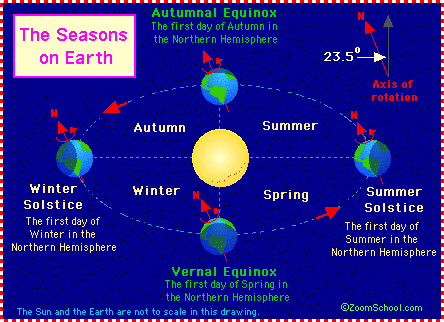 The Seasons
on Earth
Autumnal Equinox
The first day of Autumn in
the Northern Hemisphere
N
23.5°
Axis of
rotation
N
Autumn
Summer
N
N
Winter
Solstice
The first day of
Winter in the
Northern Hemisphere
Winter
Spring
Summer
Solstice
The first day of
Summer in the
Northern Hemisphere
N
Vernal Equinox
The first day of Spring in
the Northern Hemisphere
The Sun and the Earth are not to scale in this drawing.
©ZoomSchool.com